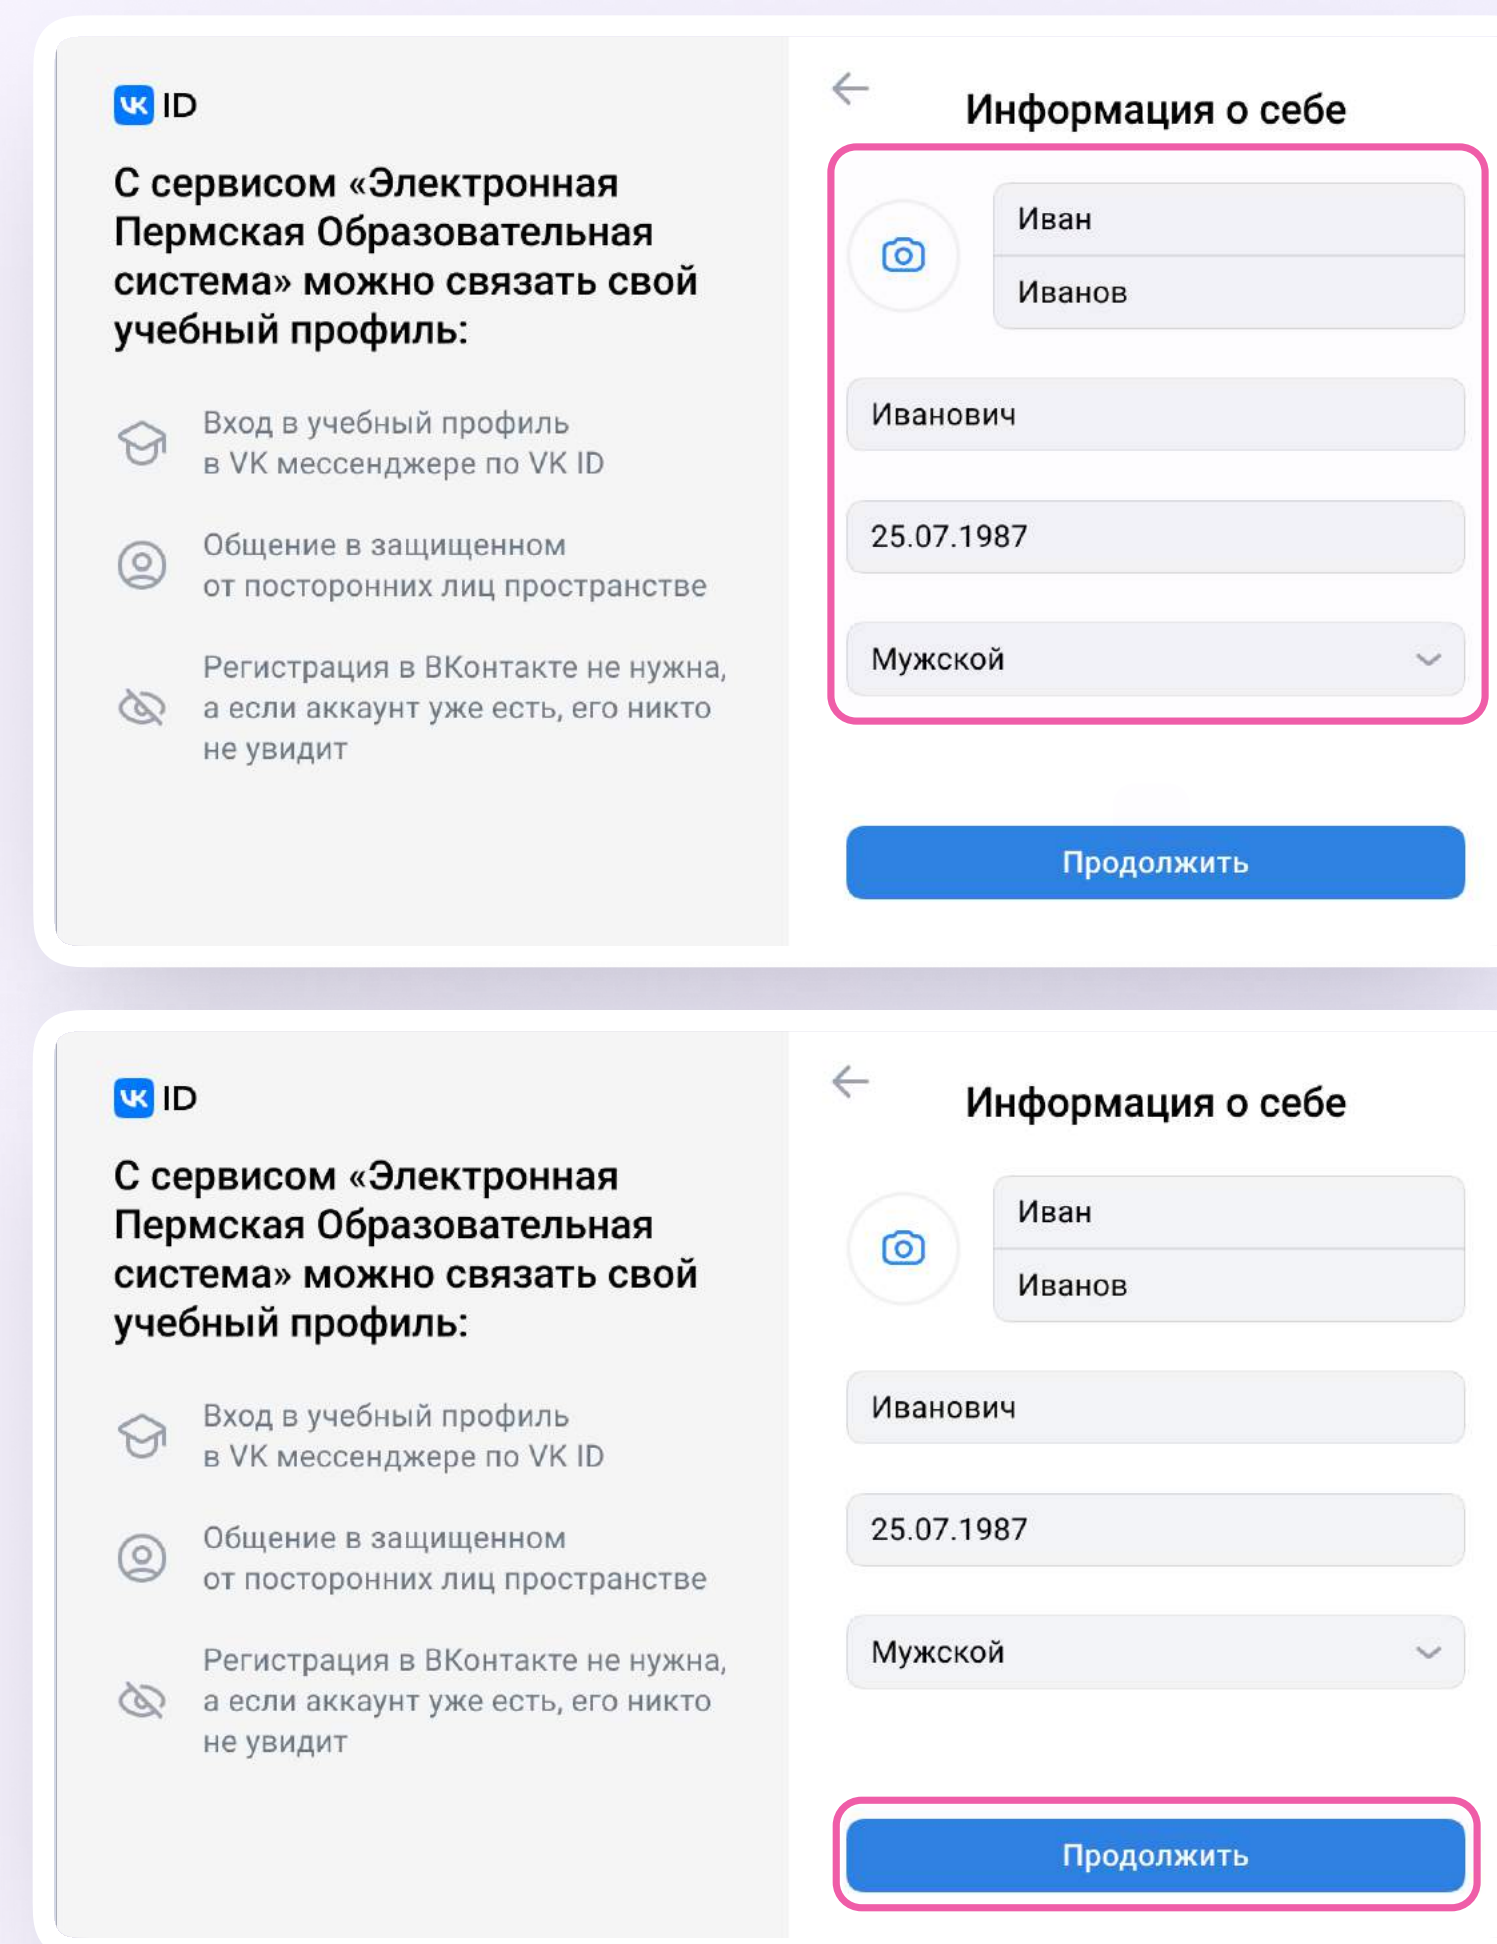 VK ID
С сервисом «Электронная
Пермская Образовательная
система» можно связать свой
учебный профиль:
Вход в учебный профиль
в VK мессенджере по VK ID
Общение в защищенном
от посторонних лиц пространстве
Регистрация в ВКонтакте не нужна,
а если аккаунт уже есть, его никто
не увидит
Информация о себе
Иван
Иванов
Иванович
25.07.1987
Мужской
Продолжить
VK ID
С сервисом «Электронная
Пермская Образовательная
система» можно связать свой
учебный профиль:
Вход в учебный профиль
в VK мессенджере по VK ID
Общение в защищенном
от посторонних лиц пространстве
Регистрация в ВКонтакте не нужна,
а если аккаунт уже есть, его никто
не увидит
Информация о себе
Иван
Иванов
Иванович
25.07.1987
Мужской
Продолжить